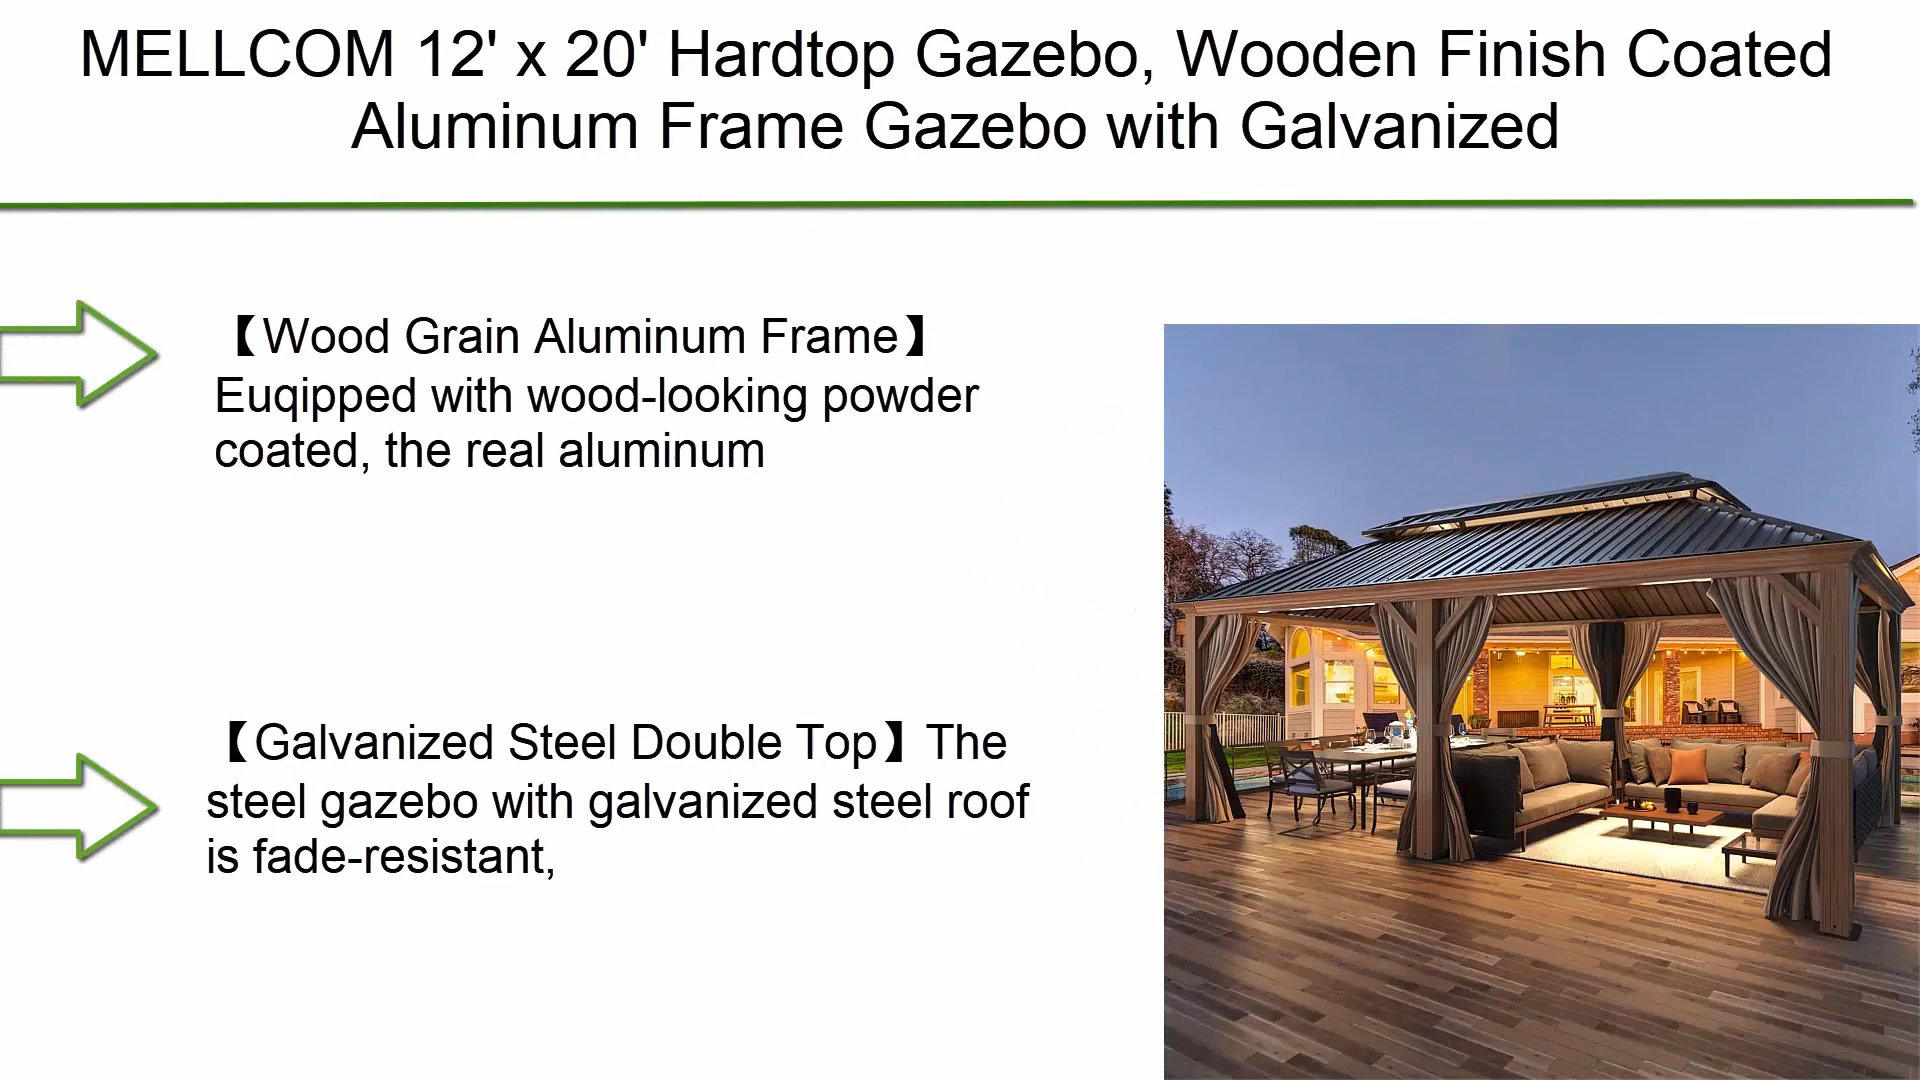 MELLCOM 12' x 20' Hardtop Gazebo, Wooden Finish Coated
Aluminum Frame Gazebo with Galvanized
【Wood Grain Aluminum Frame】
Euqipped with wood-looking powder
coated, the real aluminum
【Galvanized Steel Double Top】The
steel gazebo with galvanized steel roof
is fade-resistant,